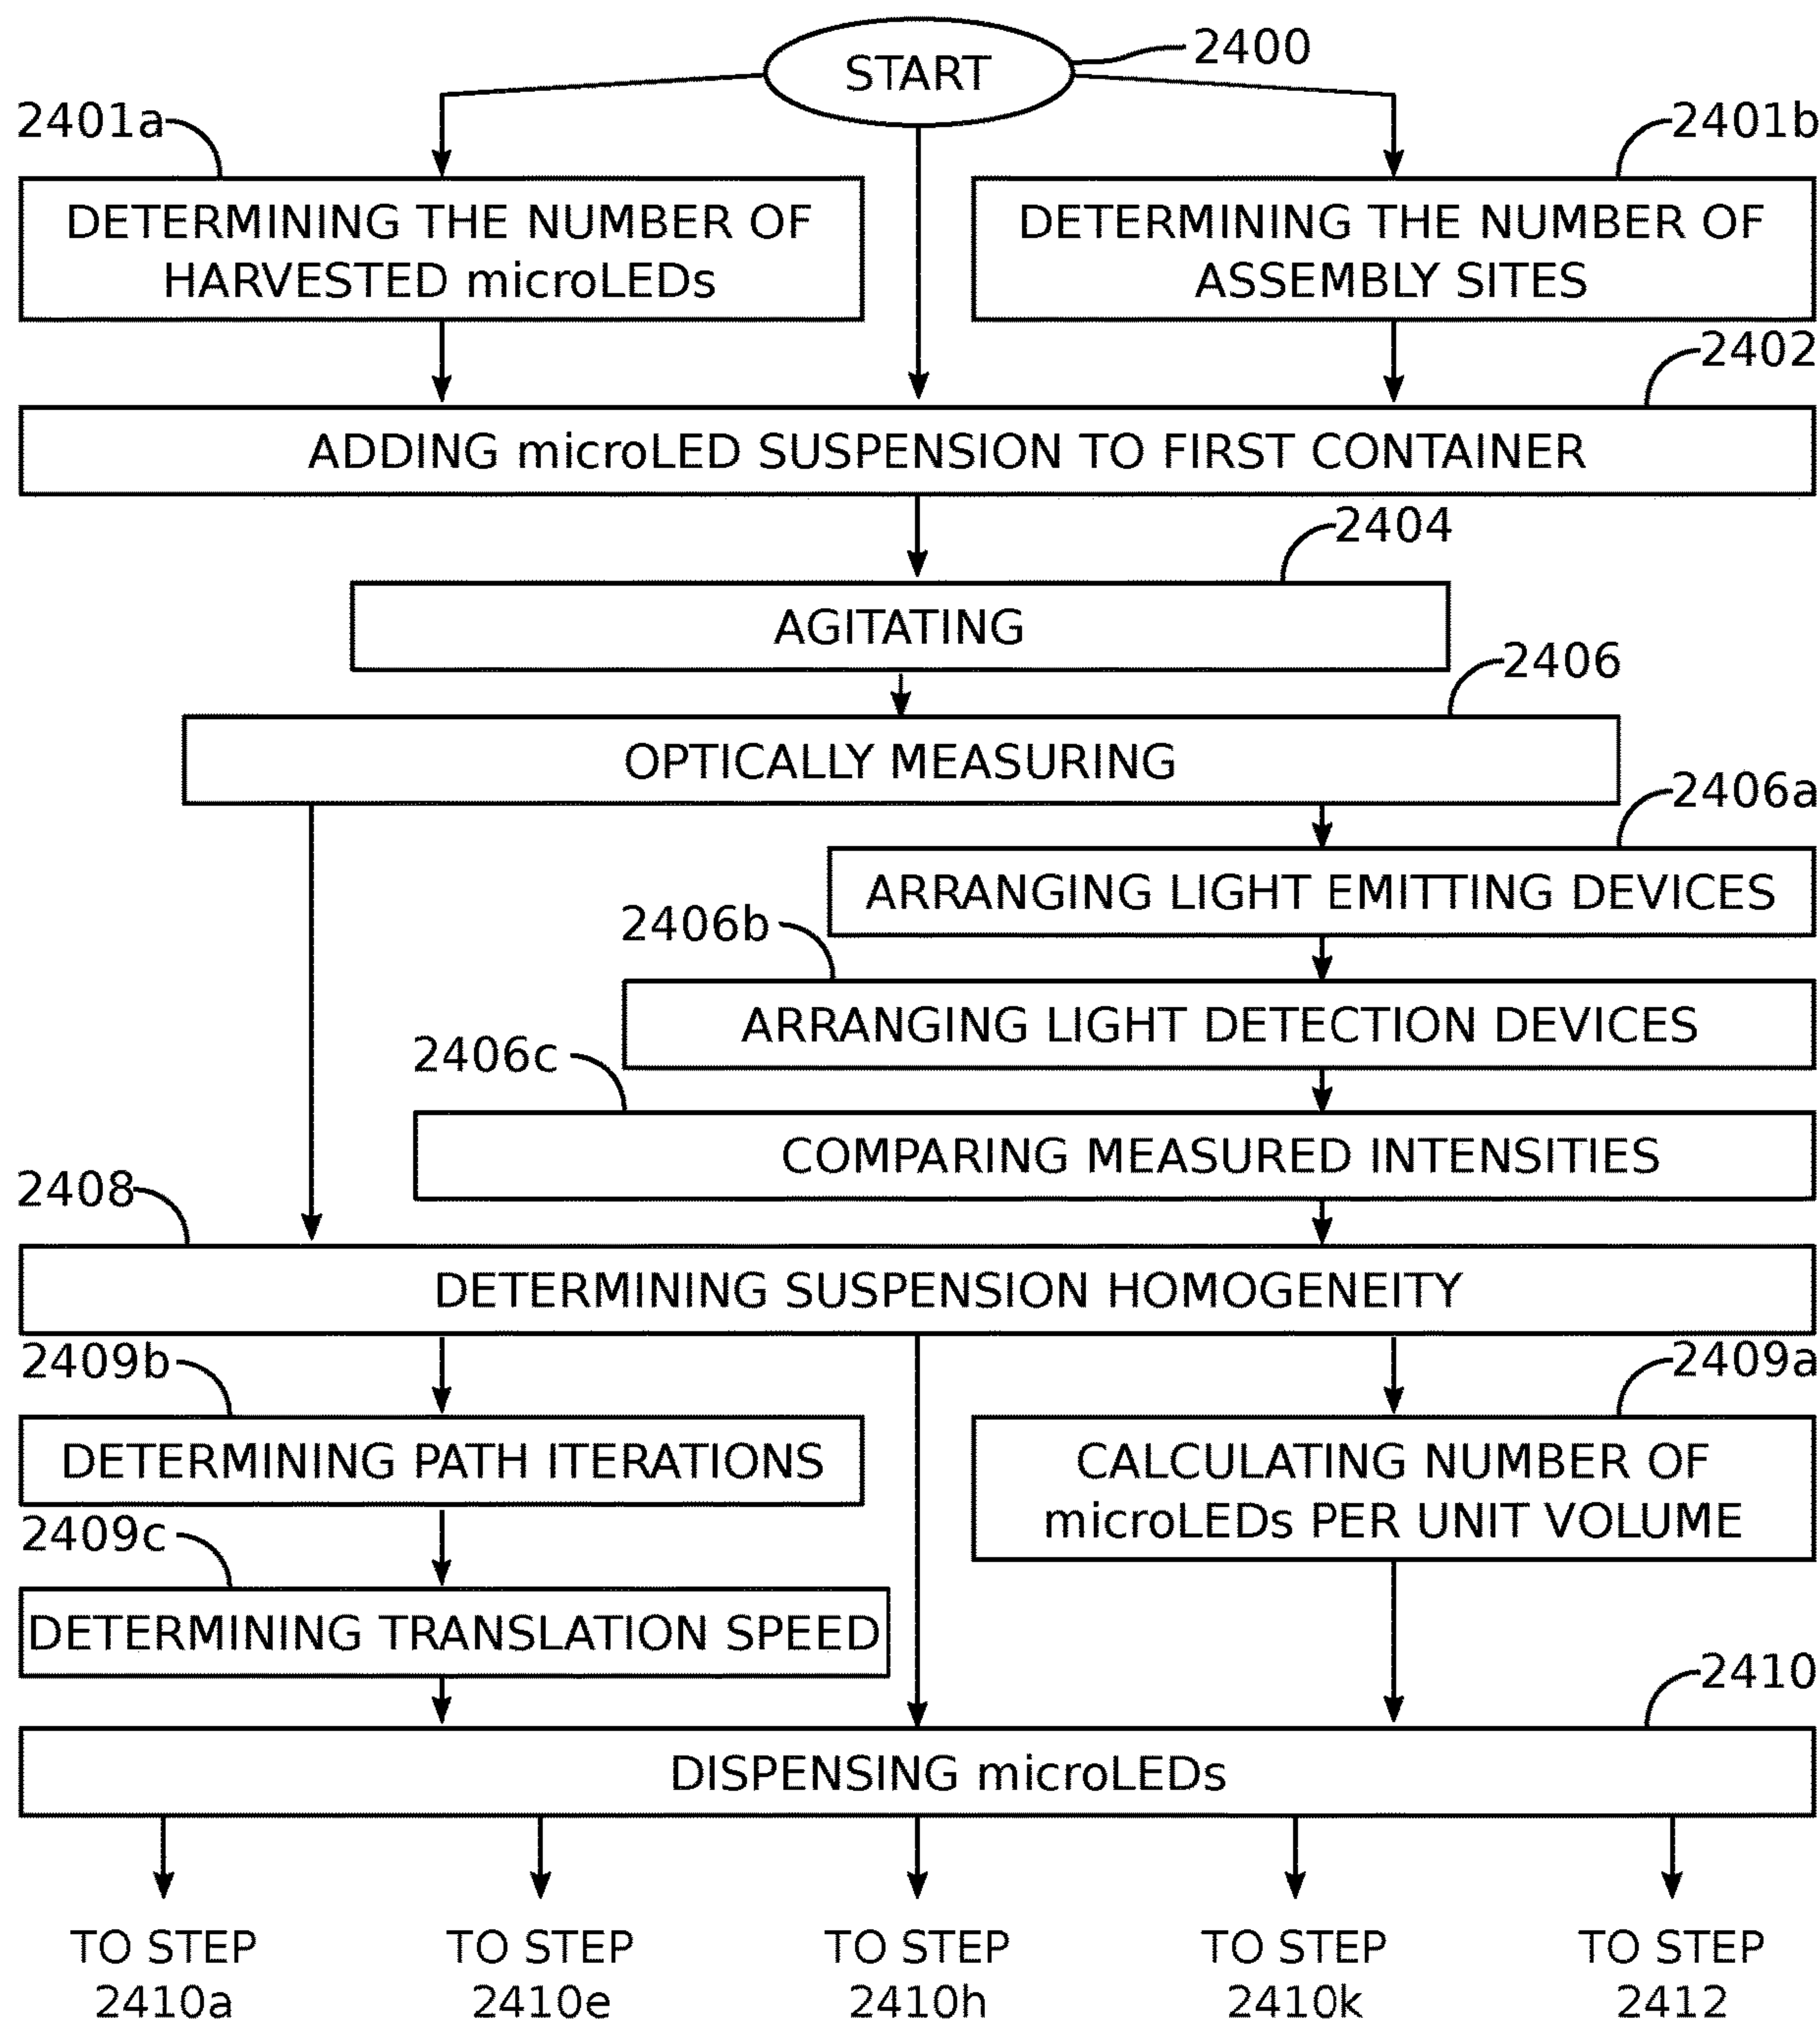 START
2400
2401a
2401b
DETERMINING THE NUMBER OF
HARVESTED microLEDs
DETERMINING THE NUMBER OF
ASSEMBLY SITES
2402
ADDING microLED SUSPENSION TO FIRST CONTAINER
2404
AGITATING
2406
OPTICALLY MEASURING
2406a
ARRANGING LIGHT EMITTING DEVICES
2406b
ARRANGING LIGHT DETECTION DEVICES
2406c
COMPARING MEASURED INTENSITIES
2408
DETERMINING SUSPENSION HOMOGENEITY
2409b
2409a
DETERMINING PATH ITERATIONS
CALCULATING NUMBER OF
microLEDs PER UNIT VOLUME
2409c
DETERMINING TRANSLATION SPEED
2410
DISPENSING microLEDs
TO STEP
2410a
TO STEP
2410e
TO STEP
2410h
TO STEP
2410k
TO STEP
2412